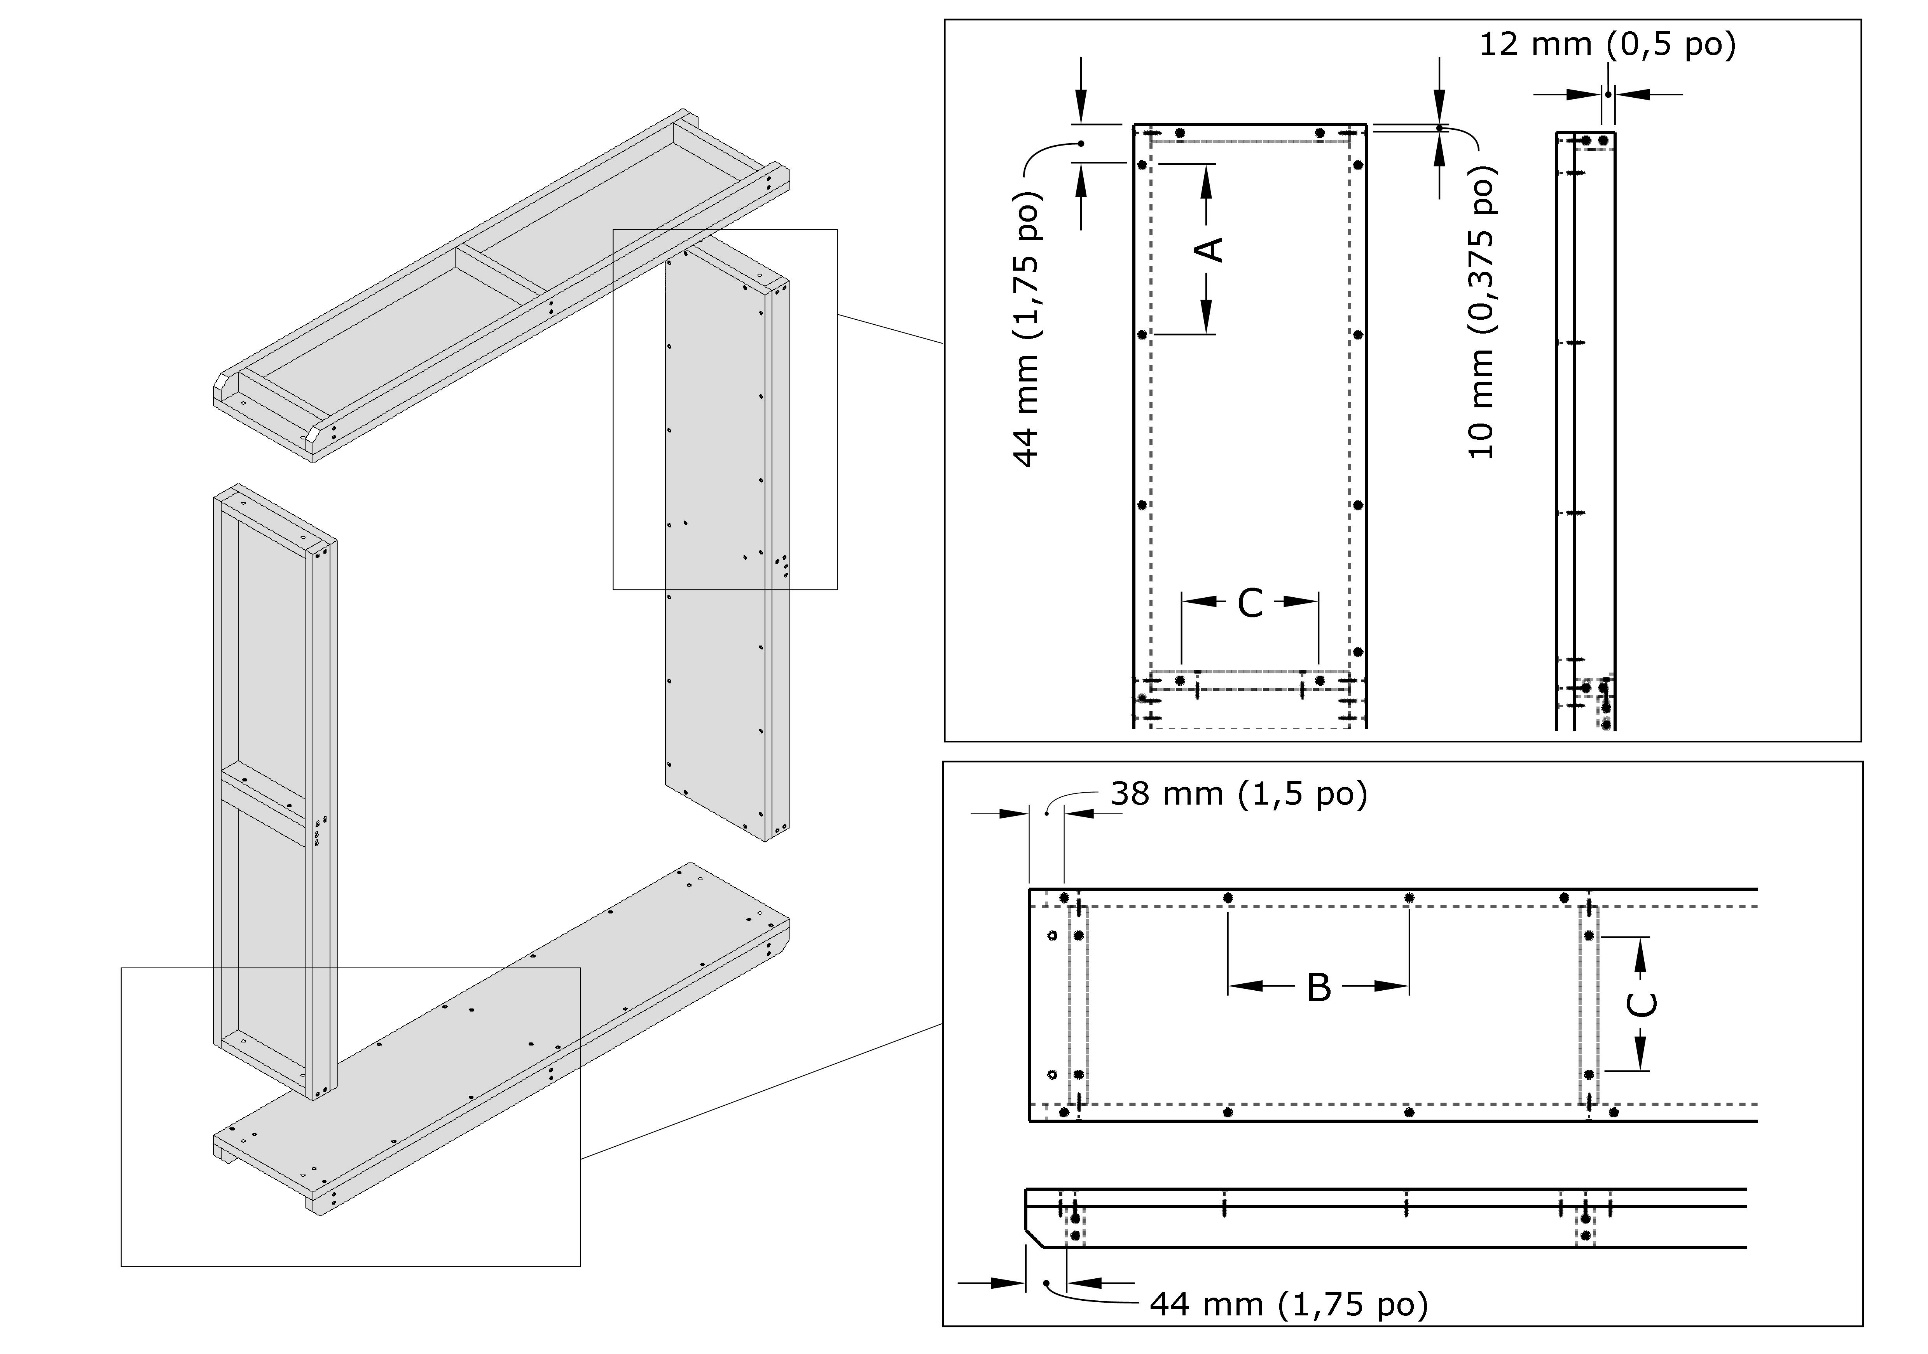 12 mm (0,5 po)
44 mm (1,75 po)
A
10 mm (0,375 po)
C
38 mm (1,5 po)
B
C
44 mm (1,75 po)